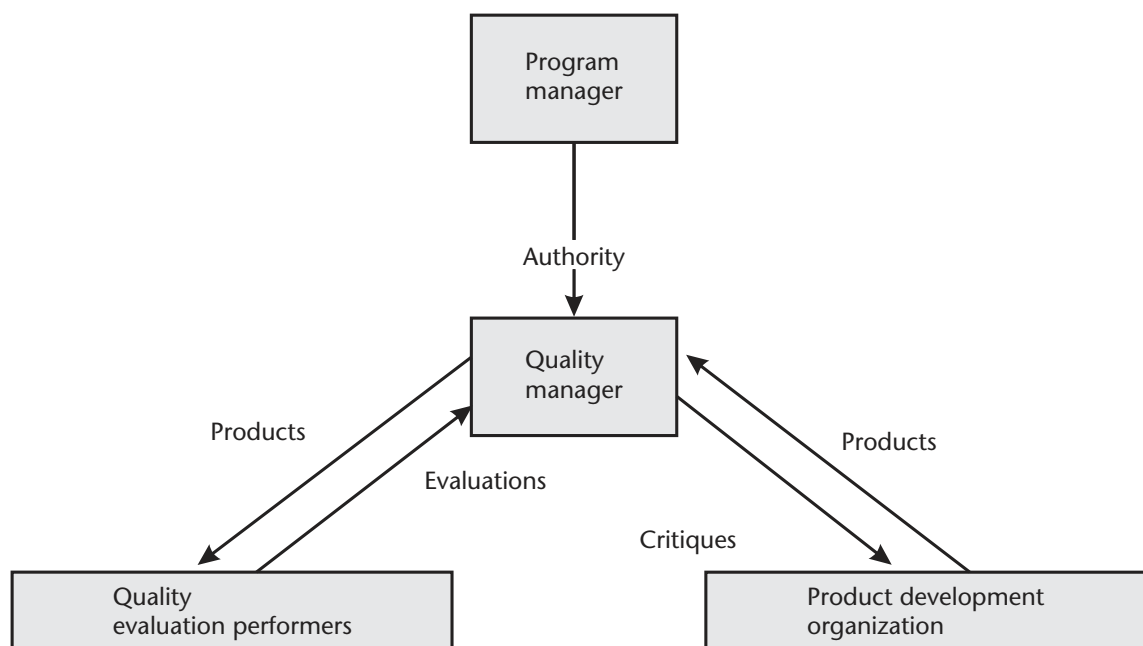 Program
manager
Authority
Quality
manager
Products
Evaluations
Products
Critiques
Quality
evaluation performers
Product development
organization